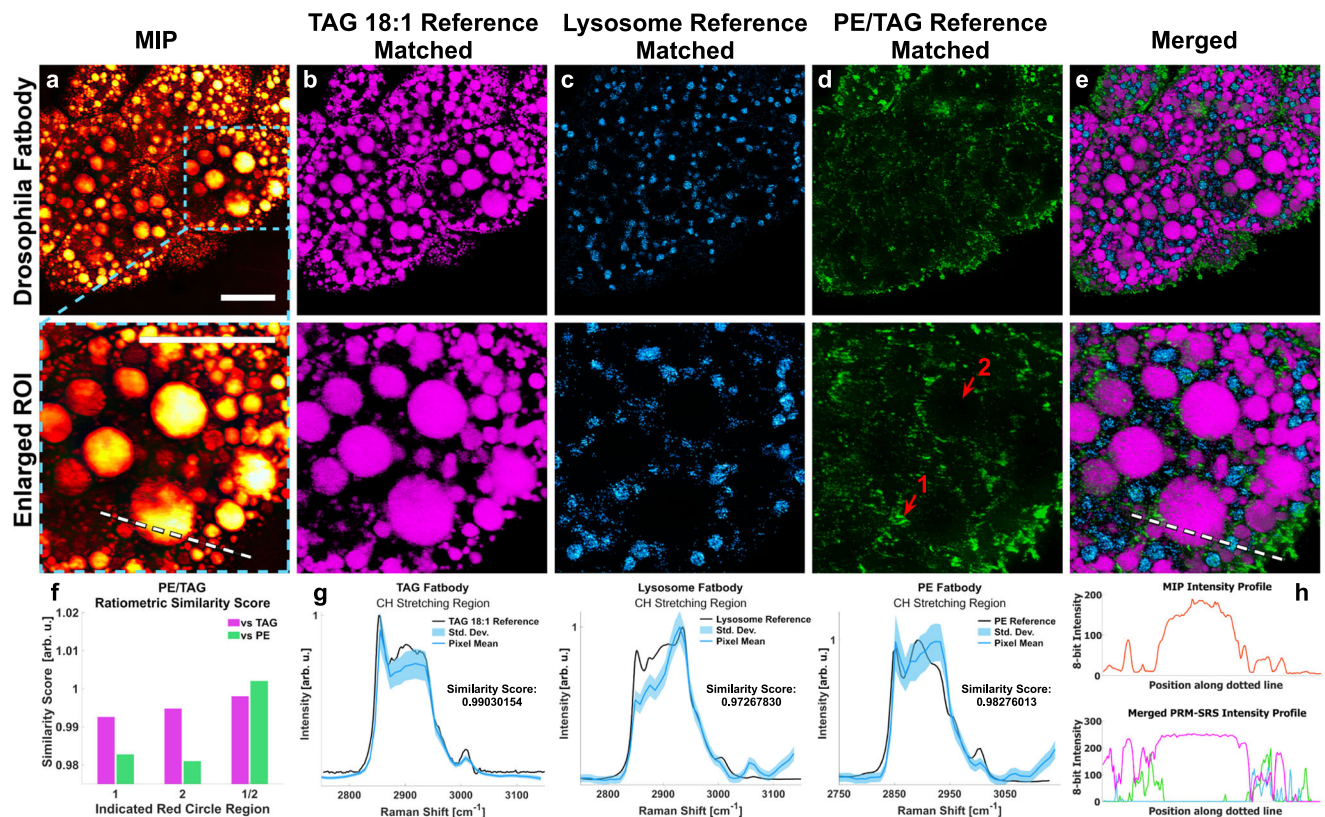 MIP
TAG 18:1 Reference
Matched
Lysosome Reference
Matched
PE/TAG Reference
Matched
Merged
Drosophila Fatbody
a
b
c
d
e
Enlarged ROI
2
1
f
PE/TAG
Ratiometric Similarity Score
vs TAG
vs PE
Similarity Score [arb. u.]
1.02
1.01
1
0.99
0.98
1
2
1/2
Indicated Red Circle Region
g
TAG Fatbody
CH Stretching Region
TAG 18:1 Reference
Std. Dev.
Pixel Mean
Similarity Score:
0.99030154
Intensity [arb. u.]
1
2800
2900
3000
3100
Raman Shift [cm-1]
Lysosome Fatbody
CH Stretching Region
Lysosome Reference
Std. Dev.
Pixel Mean
Similarity Score:
0.97267830
Intensity [arb. u.]
1
2800
2900
3000
3100
Raman Shift [cm-1]
PE Fatbody
CH Stretching Region
PE Reference
Std. Dev.
Pixel Mean
Similarity Score:
0.98276013
Intensity [arb. u.]
1
2750
2850
2950
3050
Raman Shift [cm-1]
h
MIP Intensity Profile
8-bit Intensity
200
100
0
Position along dotted line
Merged PRM-SRS Intensity Profile
8-bit Intensity
300
200
100
0
Position along dotted line